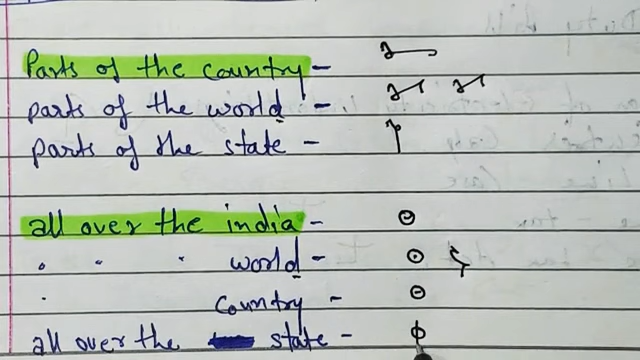 Parts of the country -
parts of the world -
parts of the state -
all over the india -
" " " world -
" country -
all over the state -